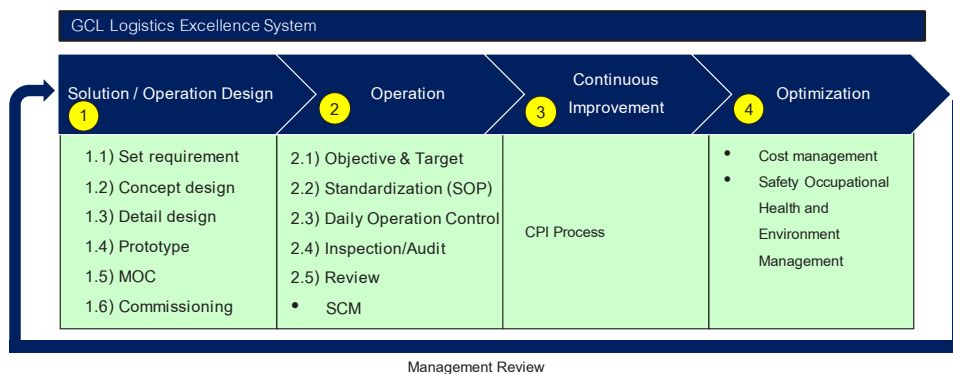 GCL Logistics Excellence System
Solution / Operation Design
1
Operation
2
Continuous
Improvement
3
Optimization
4
1.1) Set requirement
1.2) Concept design
1.3) Detail design
1.4) Prototype
1.5) MOC
1.6) Commissioning
2.1) Objective & Target
2.2) Standardization (SOP)
2.3) Daily Operation Control
2.4) Inspection/Audit
2.5) Review
• SCM
CPI Process
• Cost management
• Safety Occupational
Health and
Environment
Management
Management Review